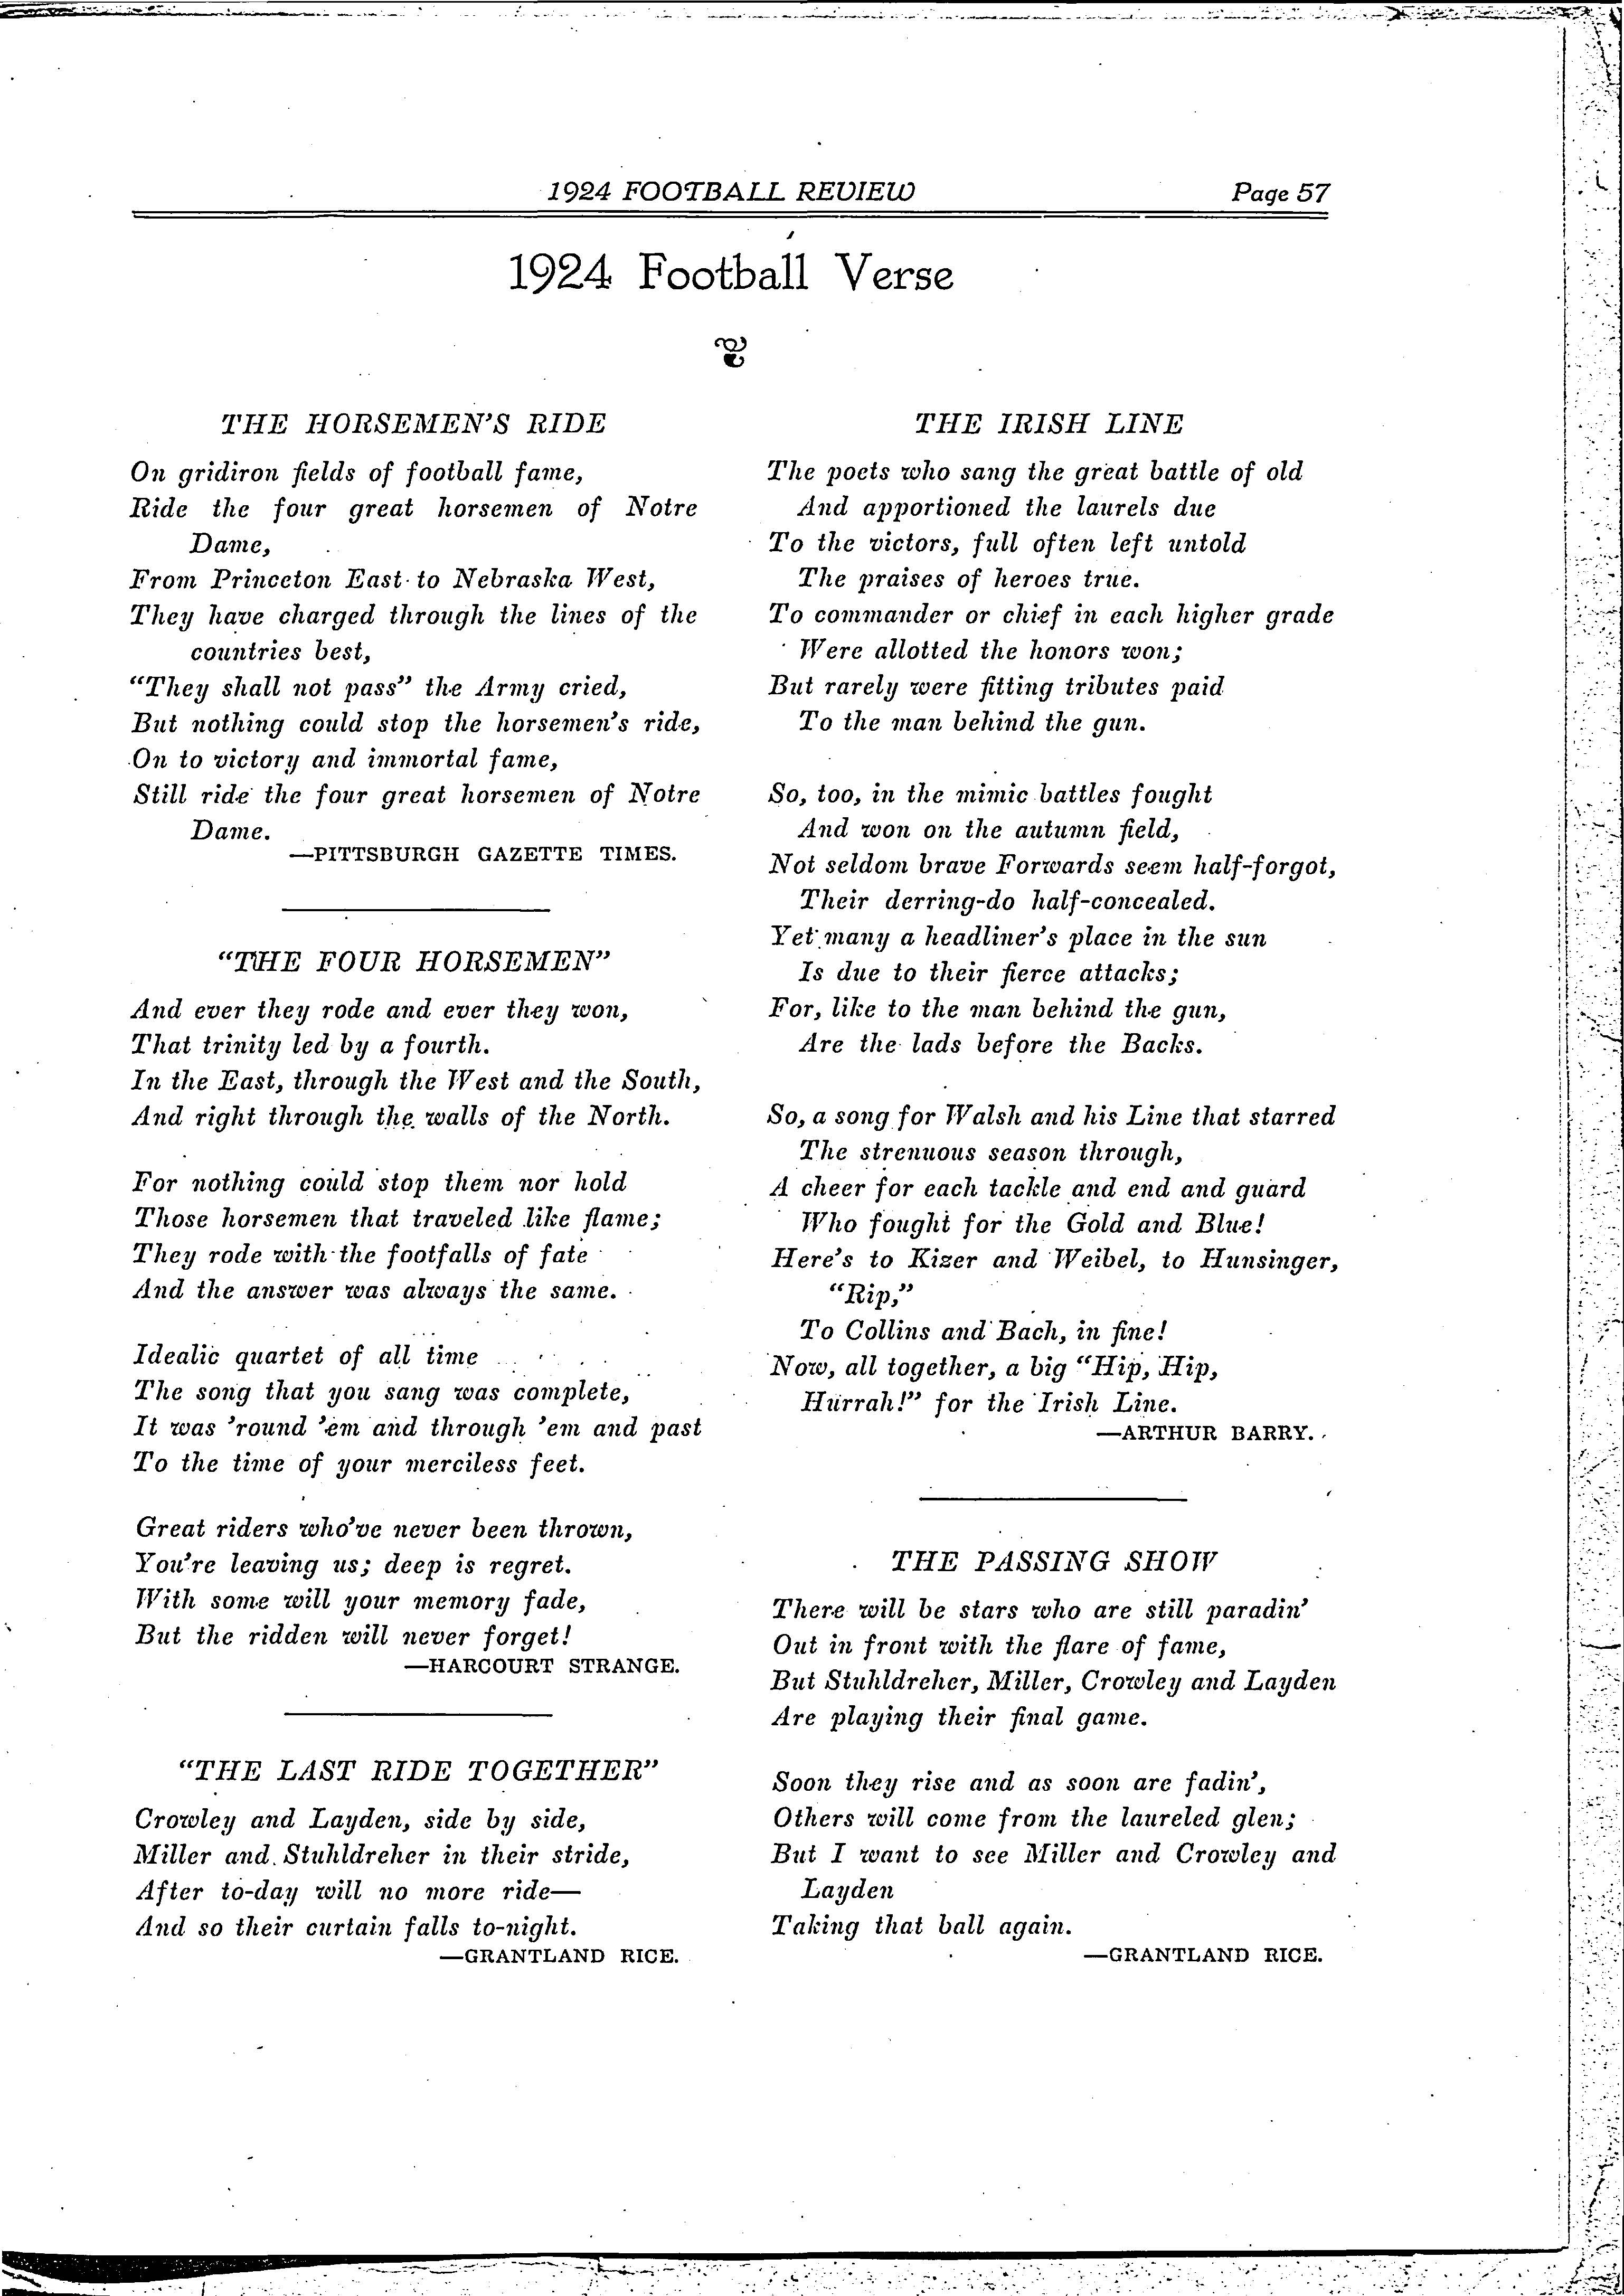 1924 FOOTBALL REVIEW Page 57
1924 Football Verse
THE HORSEMEN'S RIDE
On gridiron fields of football fame,
Ride the four great horsemen of Notre
Dame,
From Princeton East to Nebraska West,
They have charged through the lines of the
countries best,
"They shall not pass" the Army cried,
But nothing could stop the horsemen's ride,
On to victory and immortal fame,
Still ride the four great horsemen of Notre
Dame.
—PITTSBURGH GAZETTE TIMES.
"THE FOUR HORSEMEN"
And ever they rode and ever they won,
That trinity led by a fourth.
In the East, through the West and the South,
And right through the walls of the North.
For nothing could stop them nor hold
Those horsemen that traveled like flame;
They rode with the footfalls of fate
And the answer was always the same.
Idealic quartet of all time
The song that you sang was complete,
It was 'round 'em and through 'em and past
To the time of your merciless feet.
Great riders who've never been thrown,
You're leaving us; deep is regret.
With some will your memory fade,
But the ridden will never forget!
—HARCOURT STRANGE.
"THE LAST RIDE TOGETHER"
Crowley and Layden, side by side,
Miller and Stuhldreher in their stride,
After to-day will no more ride—
And so their curtain falls to-night.
—GRANTLAND RICE.
THE IRISH LINE
The poets who sang the great battle of old
And apportioned the laurels due
To the victors, full often left untold
The praises of heroes true.
To commander or chief in each higher grade
Were allotted the honors won;
But rarely were fitting tributes paid
To the man behind the gun.
So, too, in the mimic battles fought
And won on the autumn field,
Not seldom brave Forwards seem half-forgot,
Their derring-do half-concealed.
Yet many a headliner's place in the sun
Is due to their fierce attacks;
For, like to the man behind the gun,
Are the lads before the Backs.
So, a song for Walsh and his Line that starred
The strenuous season through,
A cheer for each tackle and end and guard
Who fought for the Gold and Blue!
Here's to Kizer and Weibel, to Hunsinger,
"Rip,"
To Collins and Bach, in fine!
Now, all together, a big "Hip, Hip,
Hurrah!" for the Irish Line.
—ARTHUR BARRY.
THE PASSING SHOW
There will be stars who are still paradin'
Out in front with the flare of fame,
But Stuhldreher, Miller, Crowley and Layden
Are playing their final game.
Soon they rise and as soon are fadin',
Others will come from the laureled glen;
But I want to see Miller and Crowley and
Layden
Taking that ball again.
—GRANTLAND RICE.